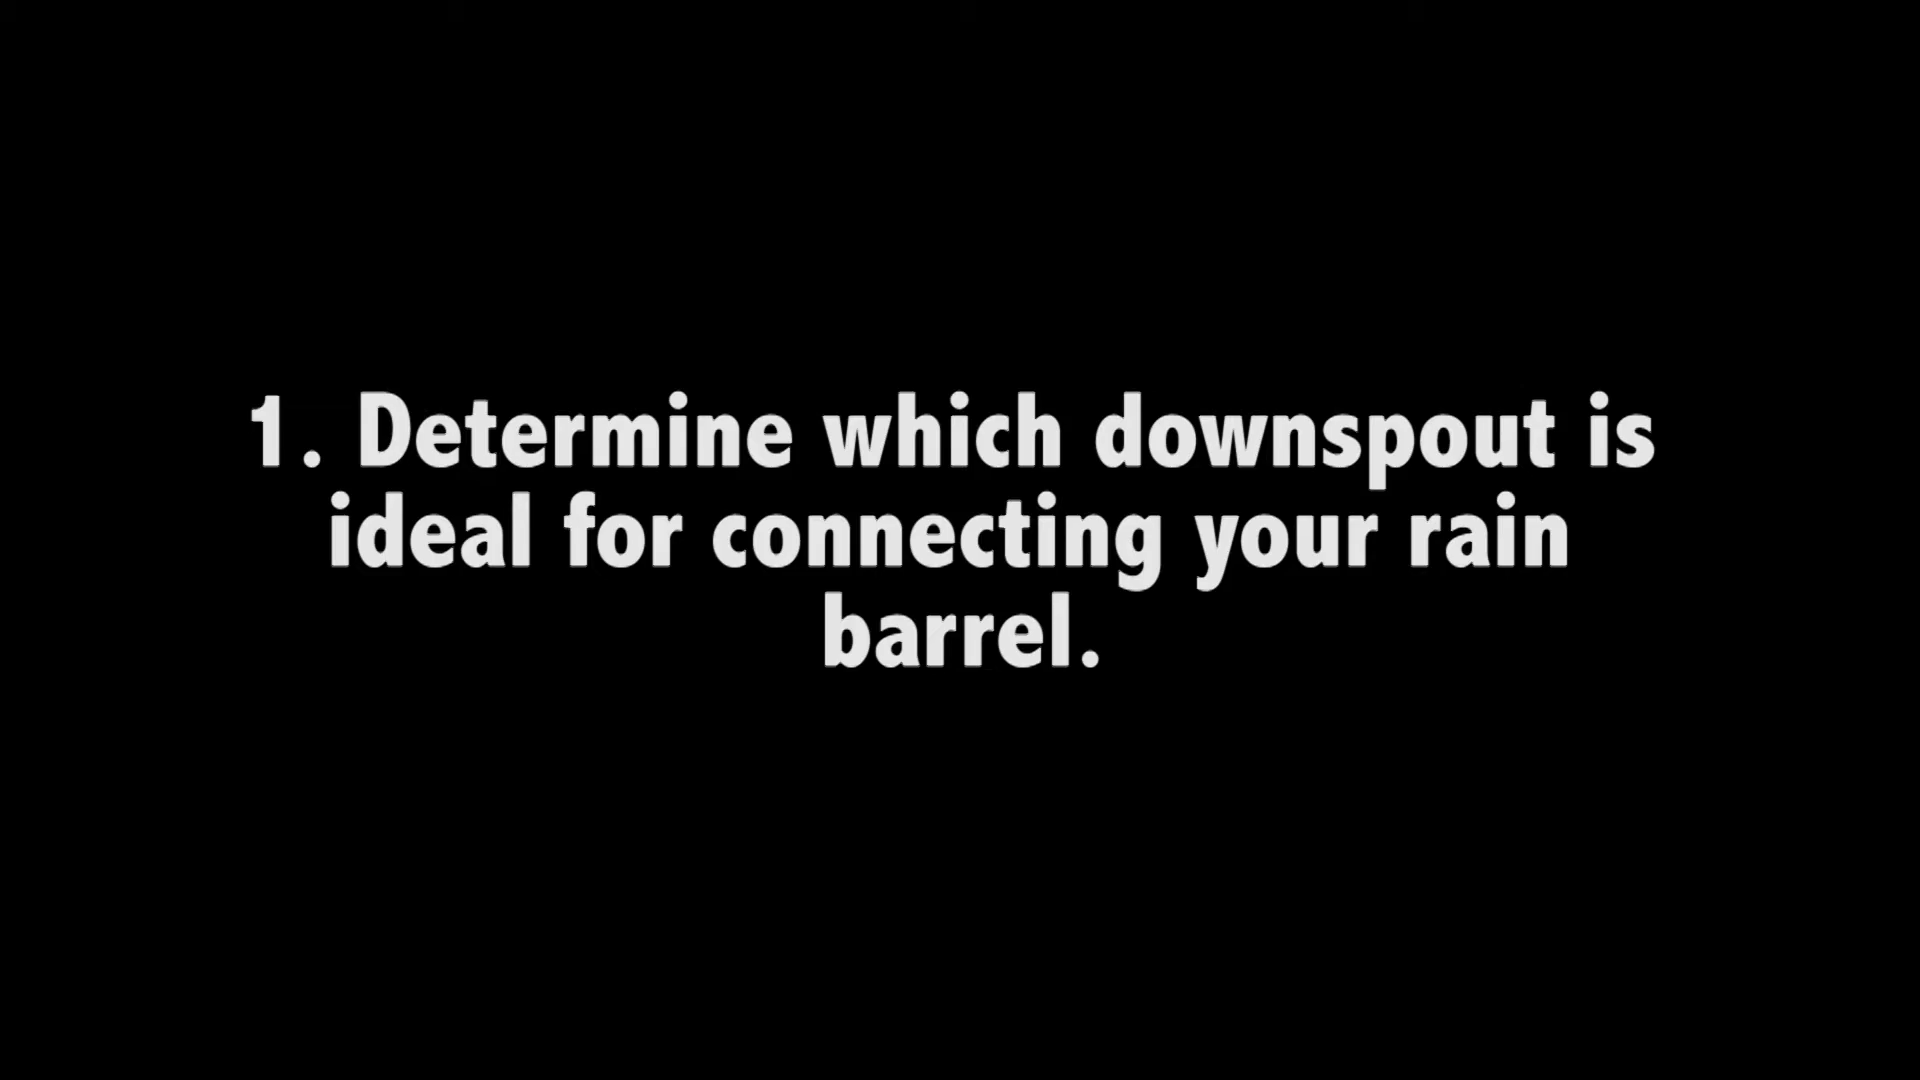 1. Determine which downspout is
ideal for connecting your rain
barrel.